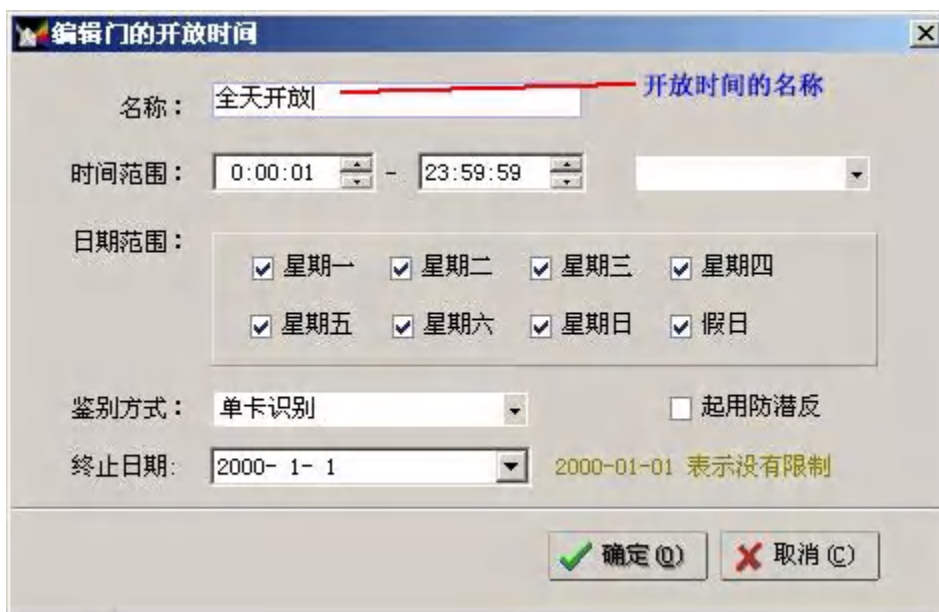 编辑门的开放时间
名称： 全天开放 开放时间的名称
时间范围： 0:00:01 - 23:59:59
日期范围：
星期一 星期二 星期三 星期四
星期五 星期六 星期日 假日
鉴别方式： 单卡识别 起用防潜反
终止日期: 2000- 1- 1 2000-01-01 表示没有限制
确定(O) 取消(C)